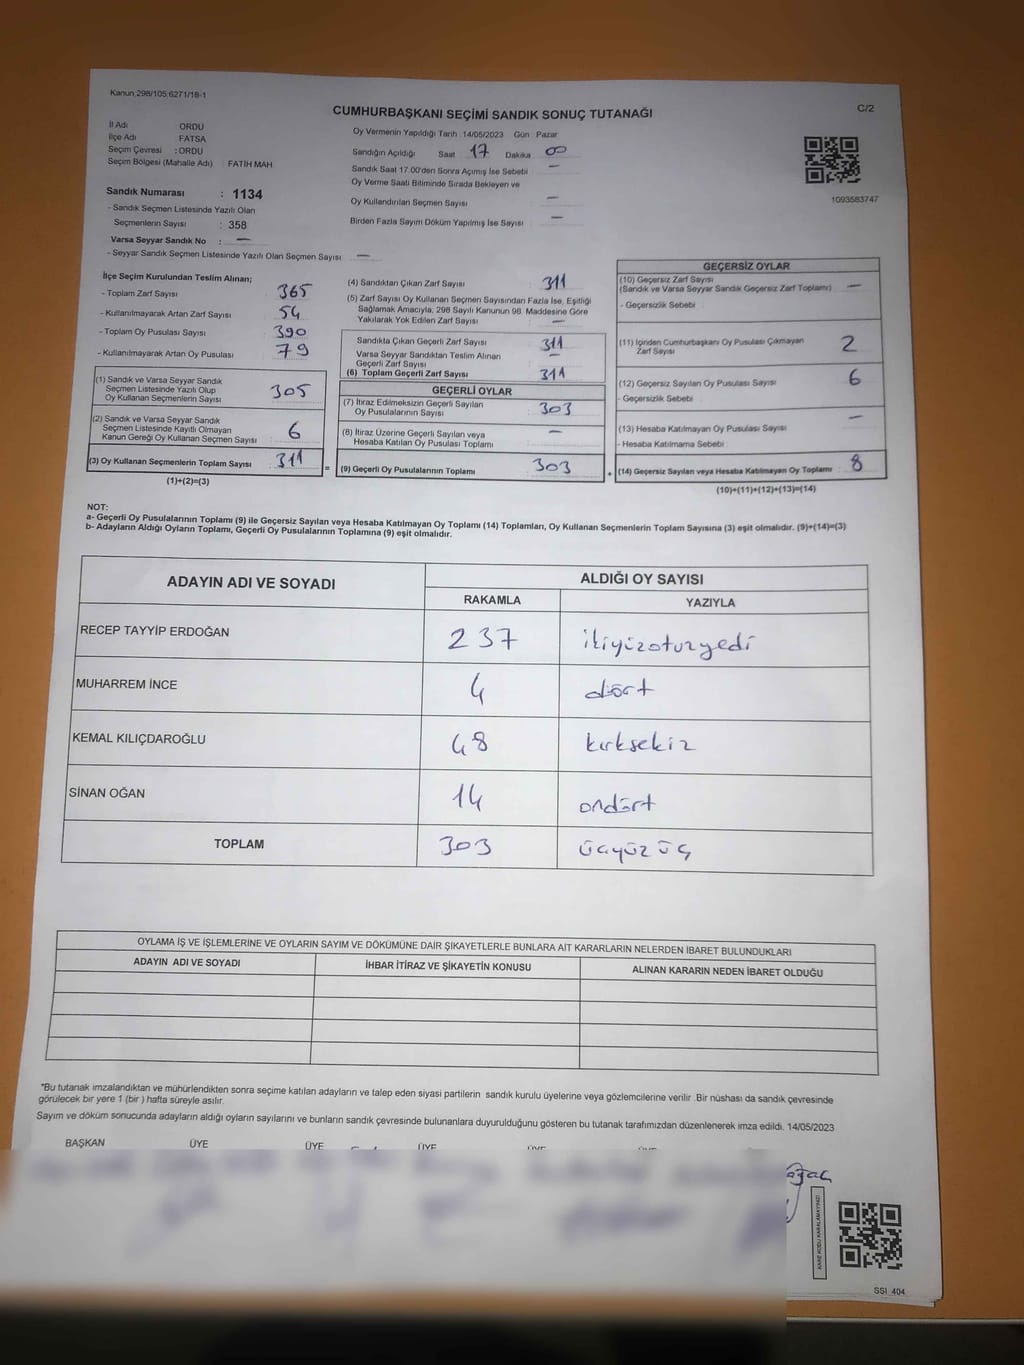 Kanun 298/105 6271/18-1
C/2
CUMHURBAŞKANI SEÇİMİ SANDIK SONUÇ TUTANAĞI
İl Adı ORDU
İlçe Adı FATSA
Seçim Çevresi : ORDU
Seçim Bölgesi (Mahalle Adı) FATİH MAH
Sandık Numarası : 1134
- Sandık Seçmen Listesinde Yazılı Olan
Seçmenlerin Sayısı : 358
Varsa Seyyar Sandık No : —
- Seyyar Sandık Seçmen Listesinde Yazılı Olan Seçmen Sayısı : —
Oy Vermenin Yapıldığı Tarih : 14/05/2023 Gün : Pazar
Sandığın Açıldığı Saat 17 Dakika : 00
Sandık Saat 17.00'den Sonra Açımış İse Sebebi : —
Oy Verme Saati Bitiminde Sırada Bekleyen ve
Oy Kullandırılan Seçmen Sayısı —
Birden Fazla Sayım Döküm Yapılmış İse Sayısı : —
1093583747
İlçe Seçim Kurulundan Teslim Alınan;
- Toplam Zarf Sayısı 365
- Kullanılmayarak Artan Zarf Sayısı : 54
- Toplam Oy Pusulası Sayısı 390
- Kullanılmayarak Artan Oy Pusulası : 79
(1) Sandık ve Varsa Seyyar Sandık
Seçmen Listesinde Yazılı Olup
Oy Kullanan Seçmenlerin Sayısı 305
(2) Sandık ve Varsa Seyyar Sandık
Seçmen Listesinde Kayıtlı Olmayan
Kanun Gereği Oy Kullanan Seçmen Sayısı : 6
(3) Oy Kullanan Seçmenlerin Toplam Sayısı : 311
(1)+(2)=(3)
(4) Sandıktan Çıkan Zarf Sayısı : 311
(5) Zarf Sayısı Oy Kullanan Seçmen Sayısından Fazla İse, Eşitliği
Sağlamak Amacıyla; 298 Sayılı Kanunun 98. Maddesine Göre
Yakılarak Yok Edilen Zarf Sayısı : —
Sandıkta Çıkan Geçerli Zarf Sayısı : 311
Varsa Seyyar Sandıktan Teslim Alınan
Geçerli Zarf Sayısı : —
(6) Toplam Geçerli Zarf Sayısı : 311
GEÇERLİ OYLAR
(7) İtiraz Edilmeksizin Geçerli Sayılan
Oy Pusulalarının Sayısı : 303
(8) İtiraz Üzerine Geçerli Sayılan veya
Hesaba Katılan Oy Pusulası Toplamı : —
= (9) Geçerli Oy Pusulalarının Toplamı : 303
GEÇERSİZ OYLAR
(10) Geçersiz Zarf Sayısı
(Sandık ve Varsa Seyyar Sandık Geçersiz Zarf Toplamı) : —
- Geçersizlik Sebebi :
(11) İçinden Cumhurbaşkanı Oy Pusulası Çıkmayan
Zarf Sayısı : 2
(12) Geçersiz Sayılan Oy Pusulası Sayısı : 6
- Geçersizlik Sebebi :
(13) Hesaba Katılmayan Oy Pusulası Sayısı : —
- Hesaba Katılmama Sebebi :
+ (14) Geçersiz Sayılan veya Hesaba Katılmayan Oy Toplamı : 8
(10)+(11)+(12)+(13)=(14)
NOT:
a- Geçerli Oy Pusulalarının Toplamı (9) ile Geçersiz Sayılan veya Hesaba Katılmayan Oy Toplamı (14) Toplamları, Oy Kullanan Seçmenlerin Toplam Sayısına (3) eşit olmalıdır. (9)+(14)=(3)
b- Adayların Aldığı Oyların Toplamı, Geçerli Oy Pusulalarının Toplamına (9) eşit olmalıdır.
ADAYIN ADI VE SOYADI ALDIĞI OY SAYISI
RAKAMLA YAZIYLA
RECEP TAYYİP ERDOĞAN 237 ikiyüzotuzyedi
MUHARREM İNCE 4 dört
KEMAL KILIÇDAROĞLU 48 kırksekiz
SİNAN OĞAN 14 ondört
TOPLAM 303 üçyüzüç
OYLAMA İŞ VE İŞLEMLERİNE VE OYLARIN SAYIM VE DÖKÜMÜNE DAİR ŞİKAYETLERLE BUNLARA AİT KARARLARIN NELERDEN İBARET BULUNDUKLARI
ADAYIN ADI VE SOYADI İHBAR İTİRAZ VE ŞİKAYETİN KONUSU ALINAN KARARIN NEDEN İBARET OLDUĞU
*Bu tutanak imzalandıktan ve mühürlendikten sonra seçime katılan adayların ve talep eden siyasi partilerin sandık kurulu üyelerine veya gözlemcilerine verilir .Bir nüshası da sandık çevresinde
görülecek bir yere 1 (bir ) hafta süreyle asılır.
Sayım ve döküm sonucunda adayların aldığı oyların sayılarını ve bunların sandık çevresinde bulunanlara duyurulduğunu gösteren bu tutanak tarafımızdan düzenlenerek imza edildi. 14/05/2023
BAŞKAN ÜYE ÜYE ÜYE
KARE KODU KARALAMAYINIZ!
SSI 404